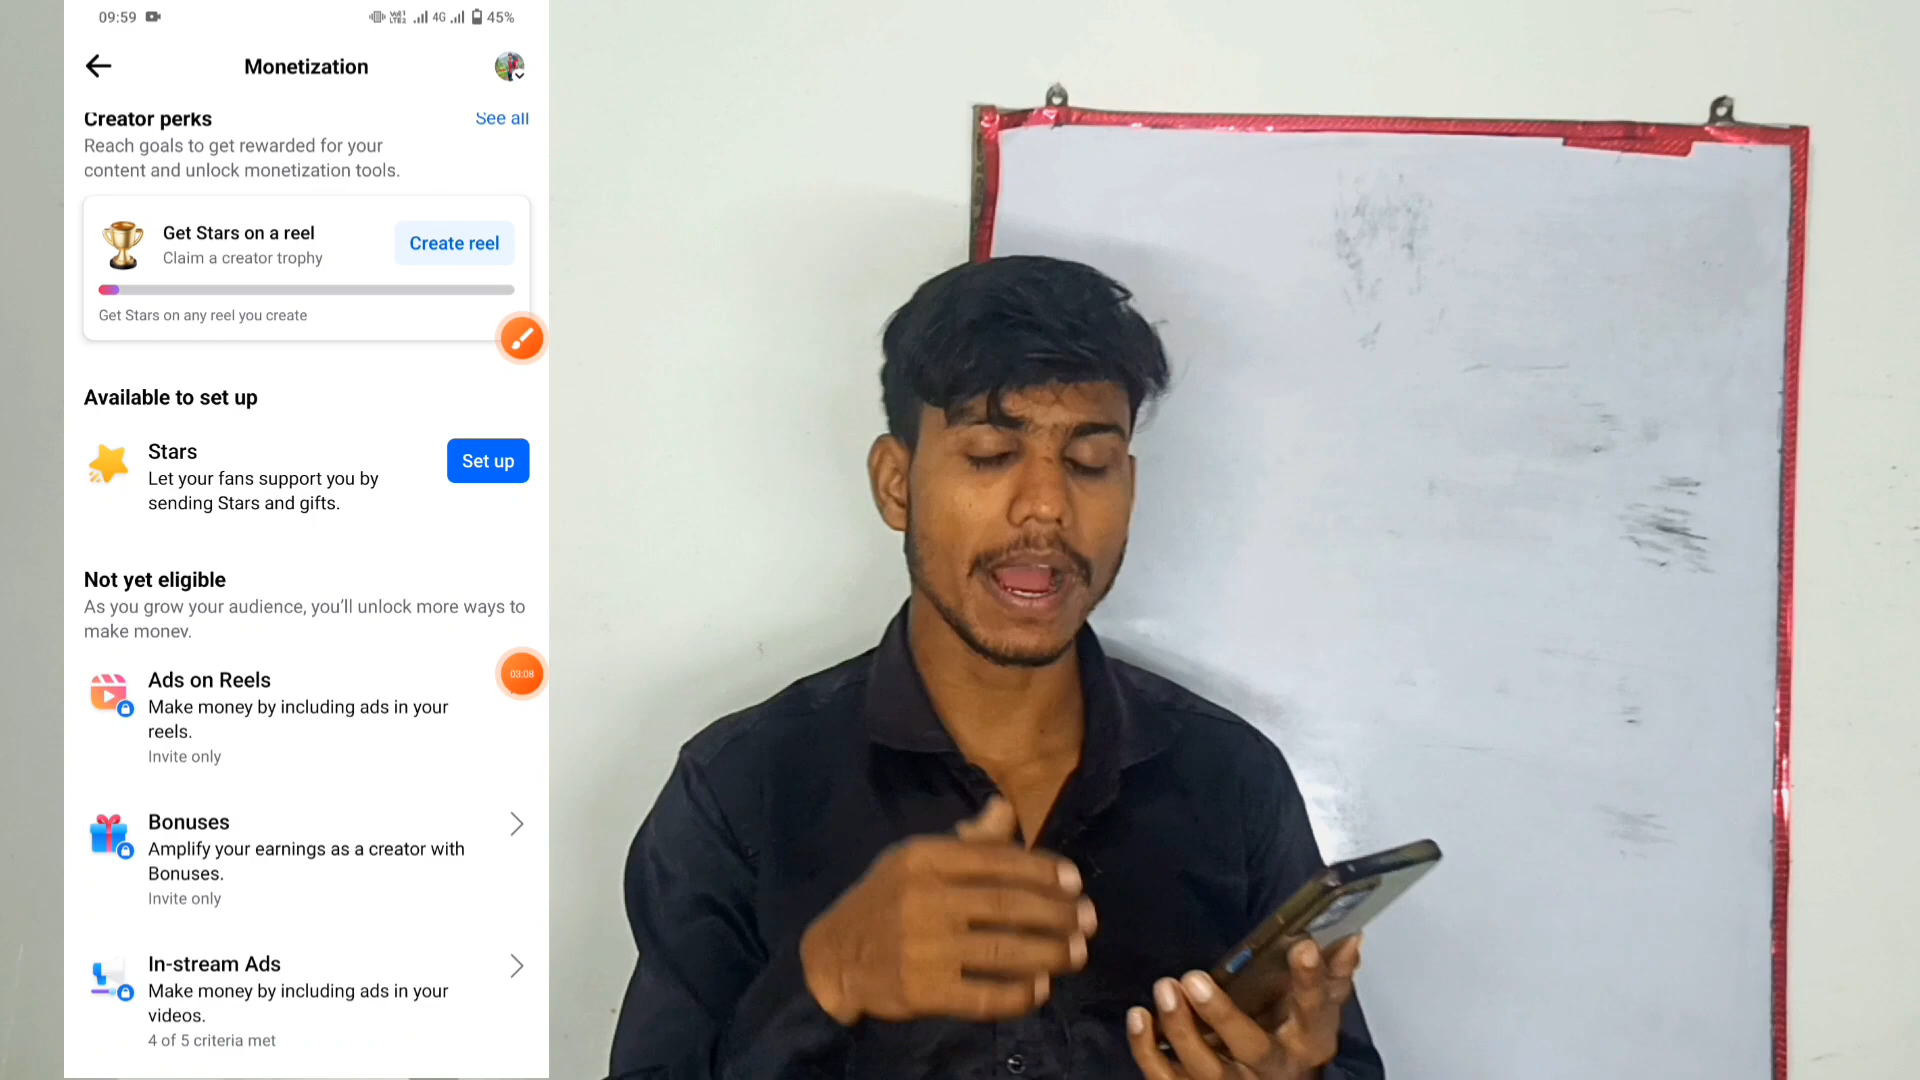 09:59 4G 45%
Monetization
Creator perks See all
Reach goals to get rewarded for your
content and unlock monetization tools.
Get Stars on a reel
Claim a creator trophy
Create reel
Get Stars on any reel you create
Available to set up
Stars
Let your fans support you by
sending Stars and gifts.
Set up
Not yet eligible
As you grow your audience, you'll unlock more ways to
make money.
Ads on Reels
Make money by including ads in your
reels.
Invite only
03:08
Bonuses
Amplify your earnings as a creator with
Bonuses.
Invite only
In-stream Ads
Make money by including ads in your
videos.
4 of 5 criteria met